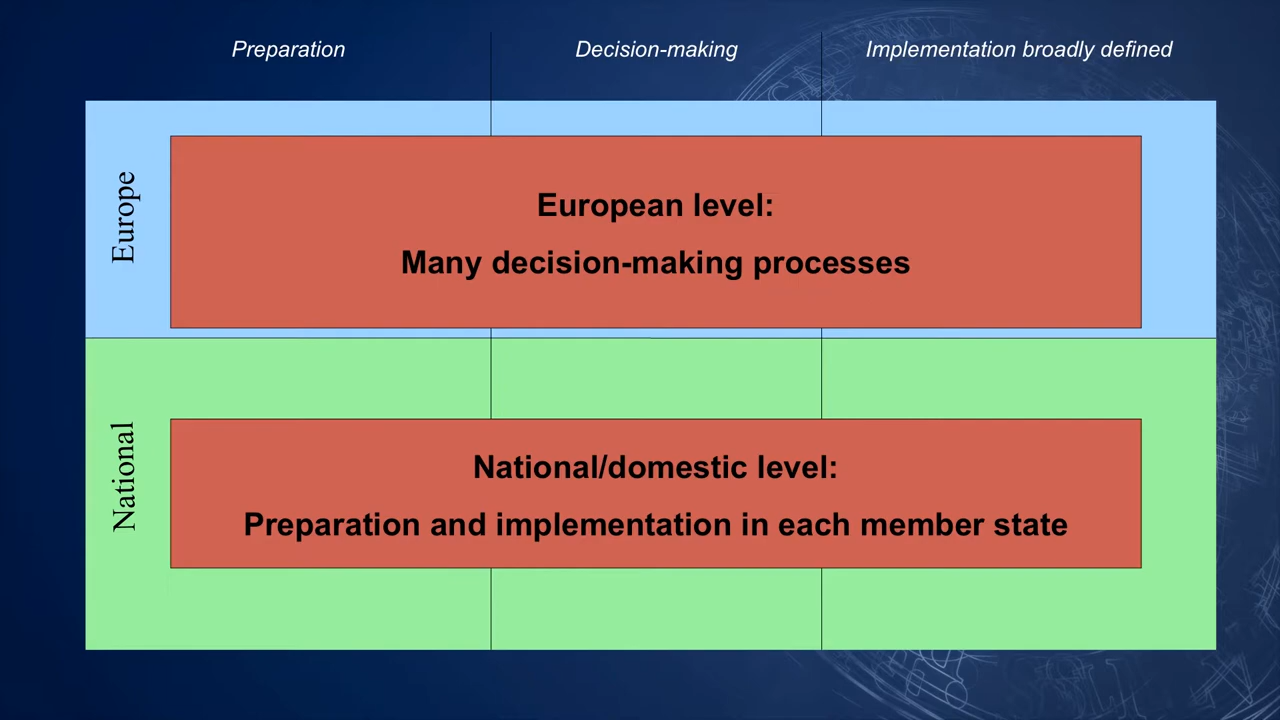 Preparation
Decision-making
Implementation broadly defined
Europe
European level:
Many decision-making processes
National
National/domestic level:
Preparation and implementation in each member state